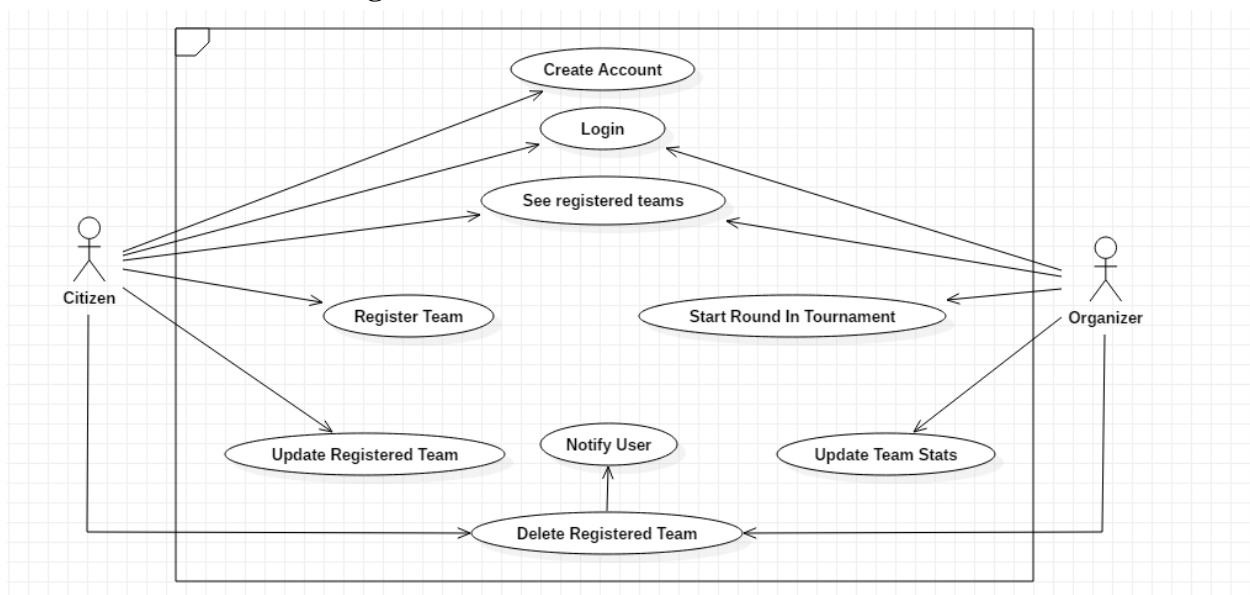 Create Account
Login
See registered teams
Citizen
Register Team
Start Round In Tournament
Organizer
Update Registered Team
Notify User
Update Team Stats
Delete Registered Team